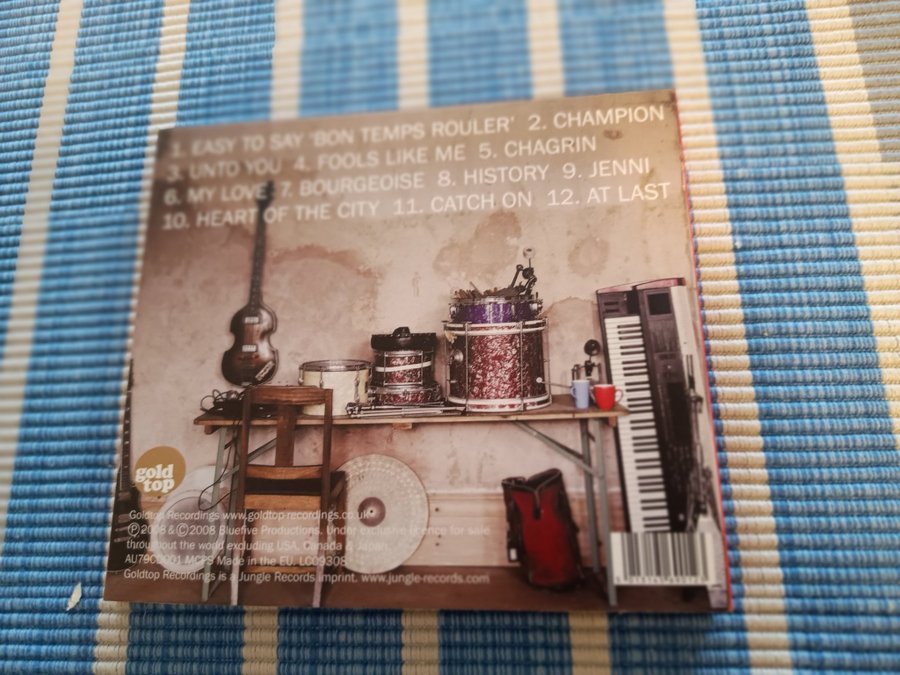 1. EASY TO SAY 'BON TEMPS ROULER' 2. CHAMPION
3. UNTO YOU 4. FOOLS LIKE ME 5. CHAGRIN
6. MY LOVE 7. BOURGEOISE 8. HISTORY 9. JENNI
10. HEART OF THE CITY 11. CATCH ON 12. AT LAST
gold
top
Goldtop Recordings www.goldtop-recordings.co.uk
Ⓟ2008 & ©2008 Bluefive Productions. Under exclusive licence for sale
throughout the world excluding USA, Canada & Japan.
MCPS Made in the EU. LC09308
Goldtop Recordings is a Jungle Records imprint. www.jungle-records.com